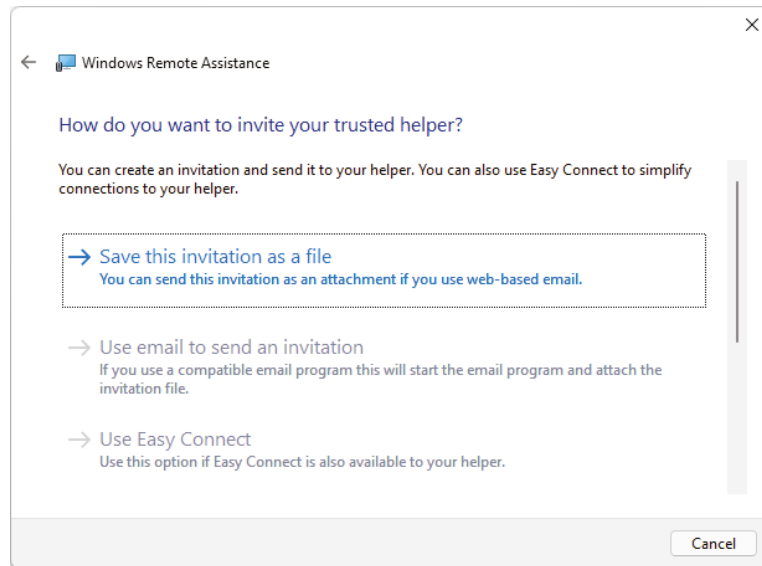 Windows Remote Assistance
How do you want to invite your trusted helper?
You can create an invitation and send it to your helper. You can also use Easy Connect to simplify
connections to your helper.
Save this invitation as a file
You can send this invitation as an attachment if you use web-based email.
Use email to send an invitation
If you use a compatible email program this will start the email program and attach the
invitation file.
Use Easy Connect
Use this option if Easy Connect is also available to your helper.
Cancel